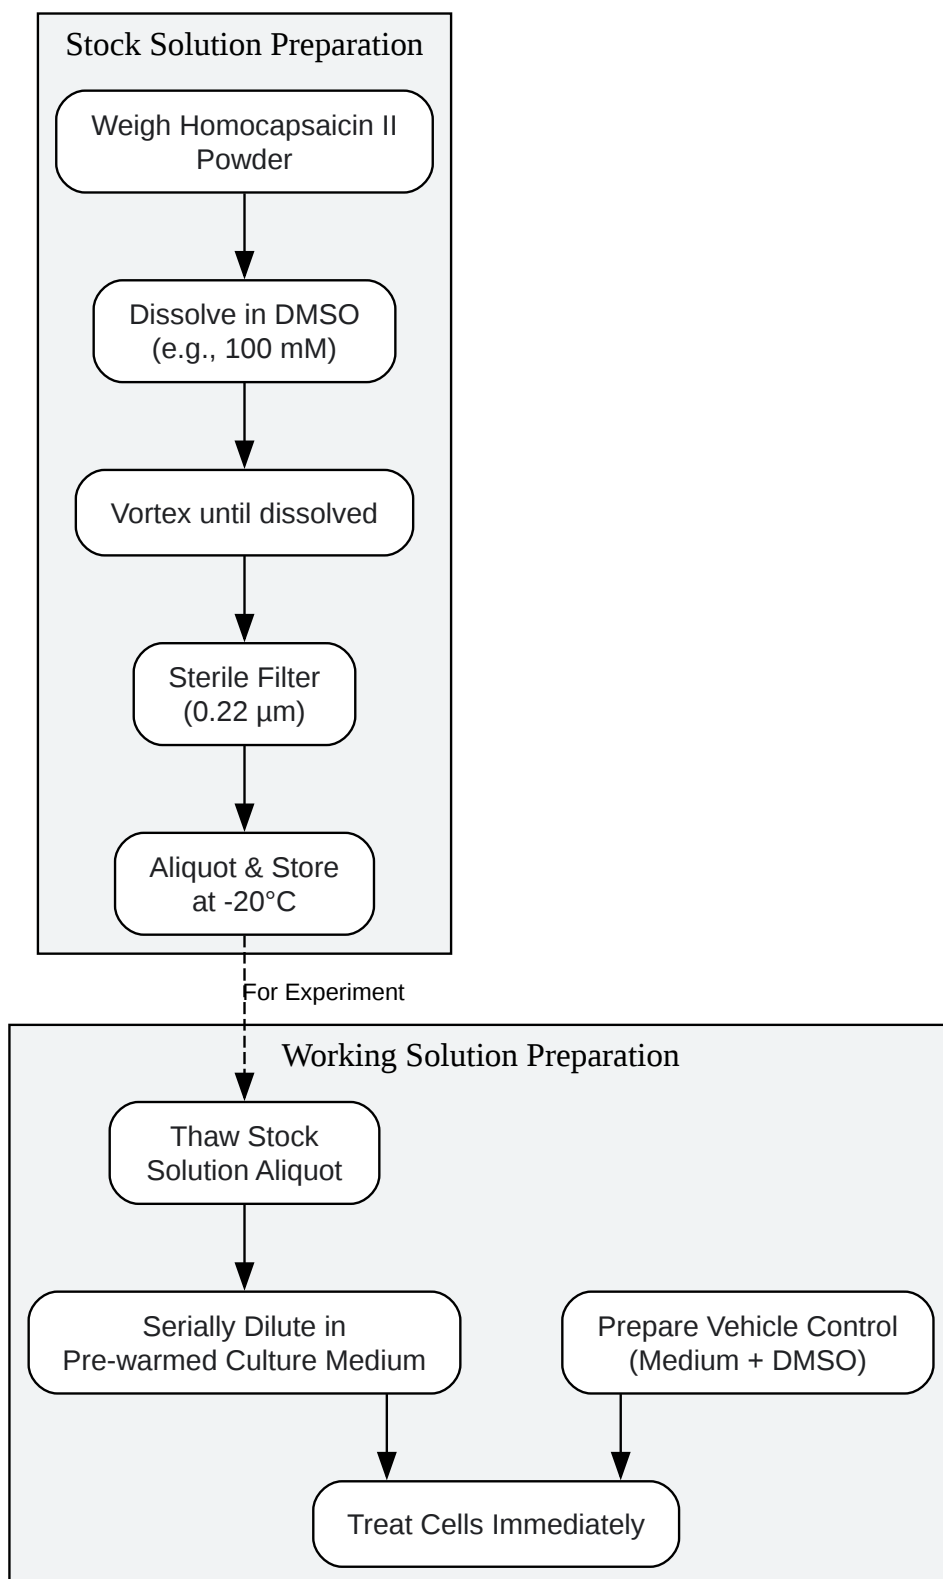 Stock Solution Preparation
Weigh Homocapsaicin II
Powder
Dissolve in DMSO
(e.g., 100 mM)
Vortex until dissolved
Sterile Filter
(0.22 µm)
Aliquot & Store
at -20°C
For Experiment
Working Solution Preparation
Thaw Stock
Solution Aliquot
Serially Dilute in
Pre-warmed Culture Medium
Prepare Vehicle Control
(Medium + DMSO)
Treat Cells Immediately